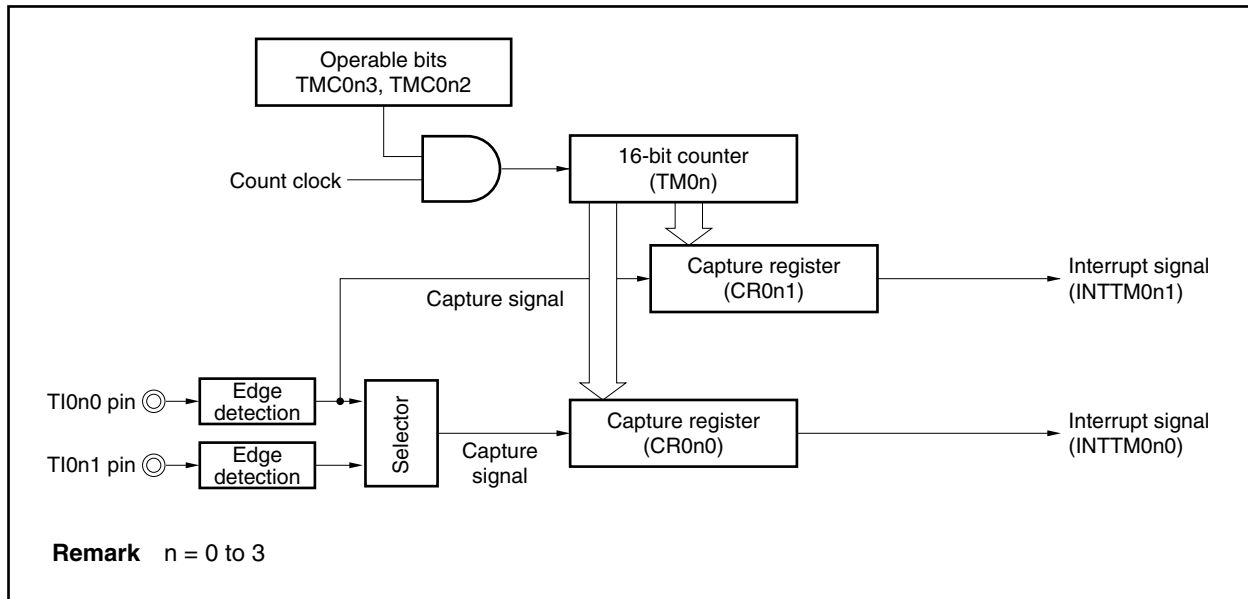 Operable bits
TMC0n3, TMC0n2
Count clock
16-bit counter
(TM0n)
Capture register
(CR0n1)
Interrupt signal
(INTTM0n1)
Capture signal
TI0n0 pin
Edge
detection
Selector
Capture
signal
Capture register
(CR0n0)
Interrupt signal
(INTTM0n0)
TI0n1 pin
Edge
detection
Remark n = 0 to 3